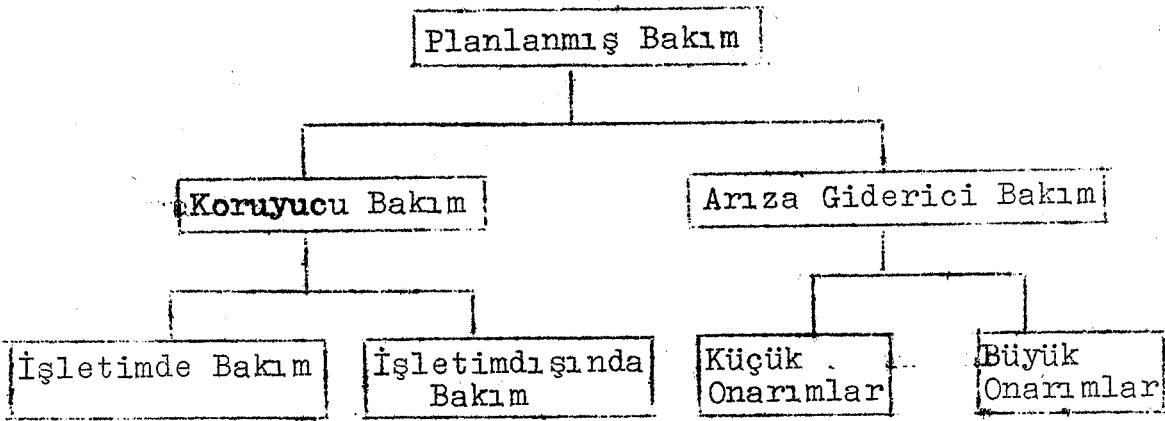 Planlanmış Bakım
Koruyucu Bakım
Arıza Giderici Bakım
İşletimde Bakım
İşletimdışında
Bakım
Küçük
Onarımlar
Büyük
Onarımlar